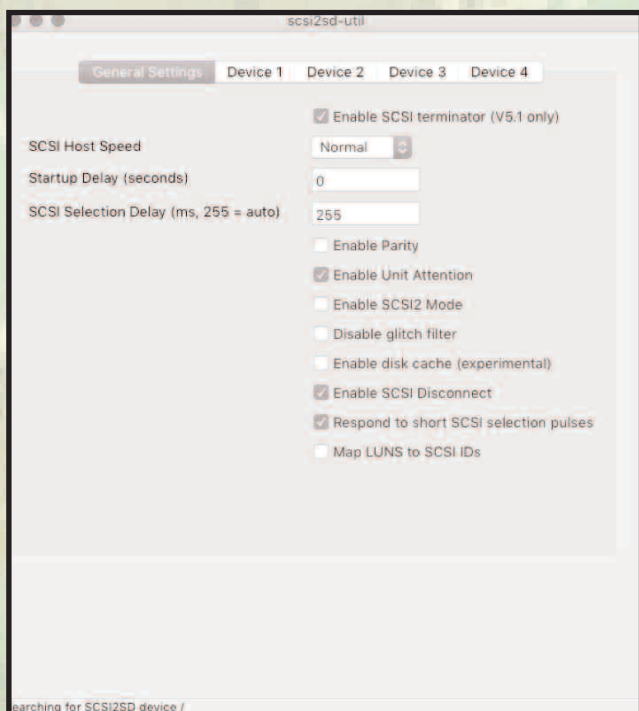 scsi2sd-util
General Settings Device 1 Device 2 Device 3 Device 4
Enable SCSI terminator (V5.1 only)
SCSI Host Speed Normal
Startup Delay (seconds) 0
SCSI Selection Delay (ms, 255 = auto) 255
Enable Parity
Enable Unit Attention
Enable SCSI2 Mode
Disable glitch filter
Enable disk cache (experimental)
Enable SCSI Disconnect
Respond to short SCSI selection pulses
Map LUNS to SCSI IDs
earching for SCSI2SD device /